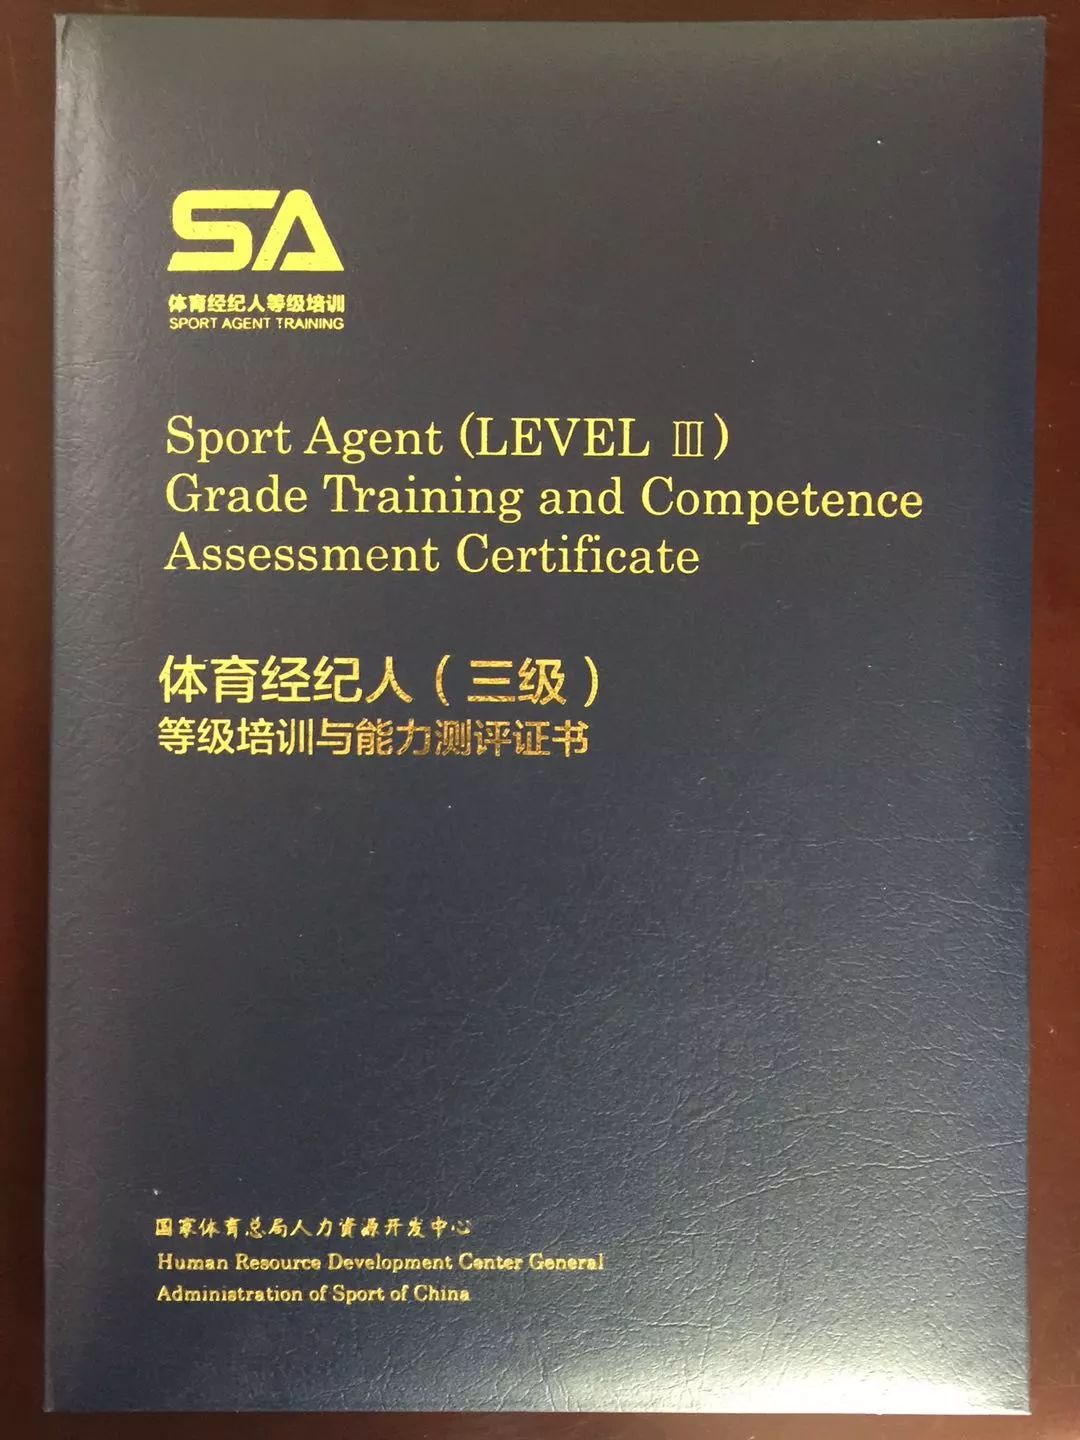 SA
体育经纪人等级培训
SPORT AGENT TRAINING
Sport Agent (LEVEL Ⅲ)
Grade Training and Competence
Assessment Certificate
体育经纪人（三级）
等级培训与能力测评证书
国家体育总局人力资源开发中心
Human Resource Development Center General
Administration of Sport of China